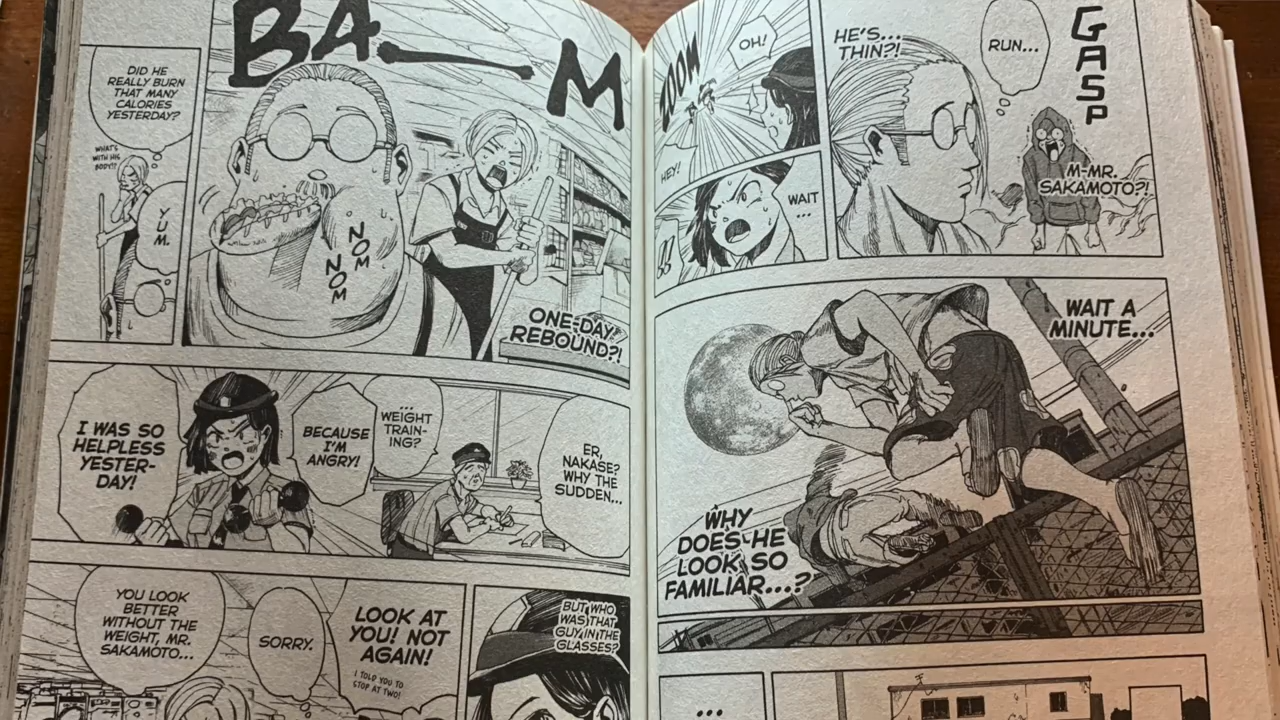 GASP
RUN...
M-MR.
SAKAMOTO?!
HE'S...
THIN?!
OH!
ZOOM
WAIT
...
HEY!
!!
WAIT A
MINUTE...
WHY
DOES HE
LOOK SO
FAMILIAR...?
...
BA—M
ONE-DAY
REBOUND?!
NOM
NOM
DID HE
REALLY BURN
THAT MANY
CALORIES
YESTERDAY?
WHAT'S
WITH HIS
BODY?!
YUM.
ER,
NAKASE?
WHY THE
SUDDEN...
...
WEIGHT
TRAIN-
ING?
BECAUSE
I'M
ANGRY!
I WAS SO
HELPLESS
YESTER-
DAY!
BUT WHO
WAS THAT
GUY IN THE
GLASSES?
LOOK AT
YOU! NOT
AGAIN!
I TOLD YOU TO
STOP AT TWO!
SORRY.
YOU LOOK
BETTER
WITHOUT THE
WEIGHT, MR.
SAKAMOTO...